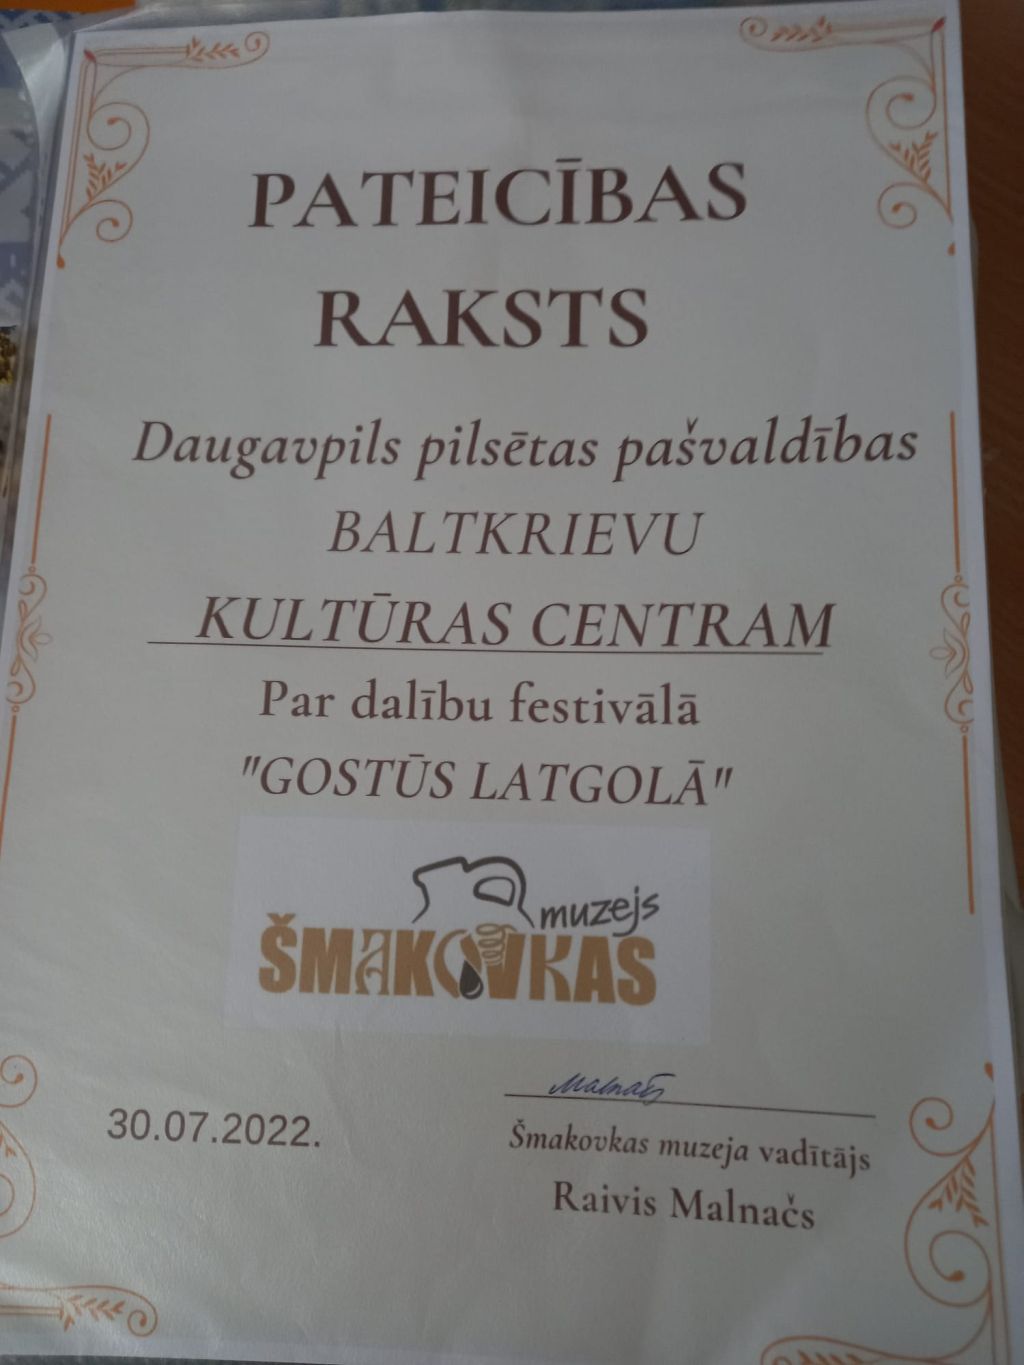 PATEICĪBAS
RAKSTS
Daugavpils pilsētas pašvaldības
BALTKRIEVU
KULTŪRAS CENTRAM
Par dalību festivālā
"GOSTŪS LATGOLĀ"
muzejs
ŠMAKOVKAS
Malnačs
30.07.2022.
Šmakovkas muzeja vadītājs
Raivis Malnačs